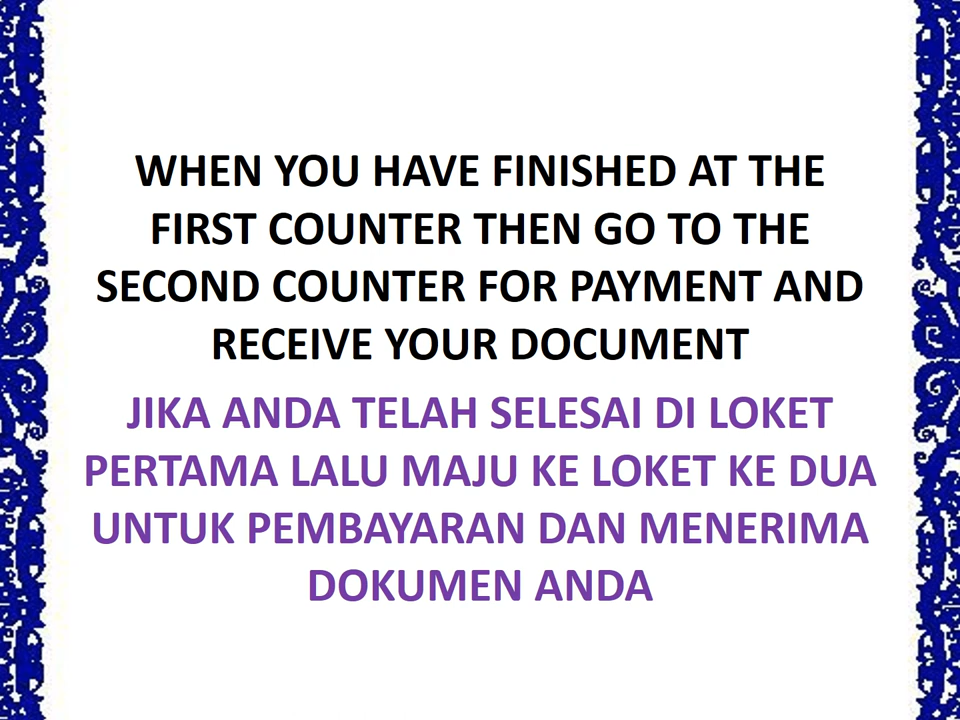 WHEN YOU HAVE FINISHED AT THE
FIRST COUNTER THEN GO TO THE
SECOND COUNTER FOR PAYMENT AND
RECEIVE YOUR DOCUMENT
JIKA ANDA TELAH SELESAI DI LOKET
PERTAMA LALU MAJU KE LOKET KE DUA
UNTUK PEMBAYARAN DAN MENERIMA
DOKUMEN ANDA